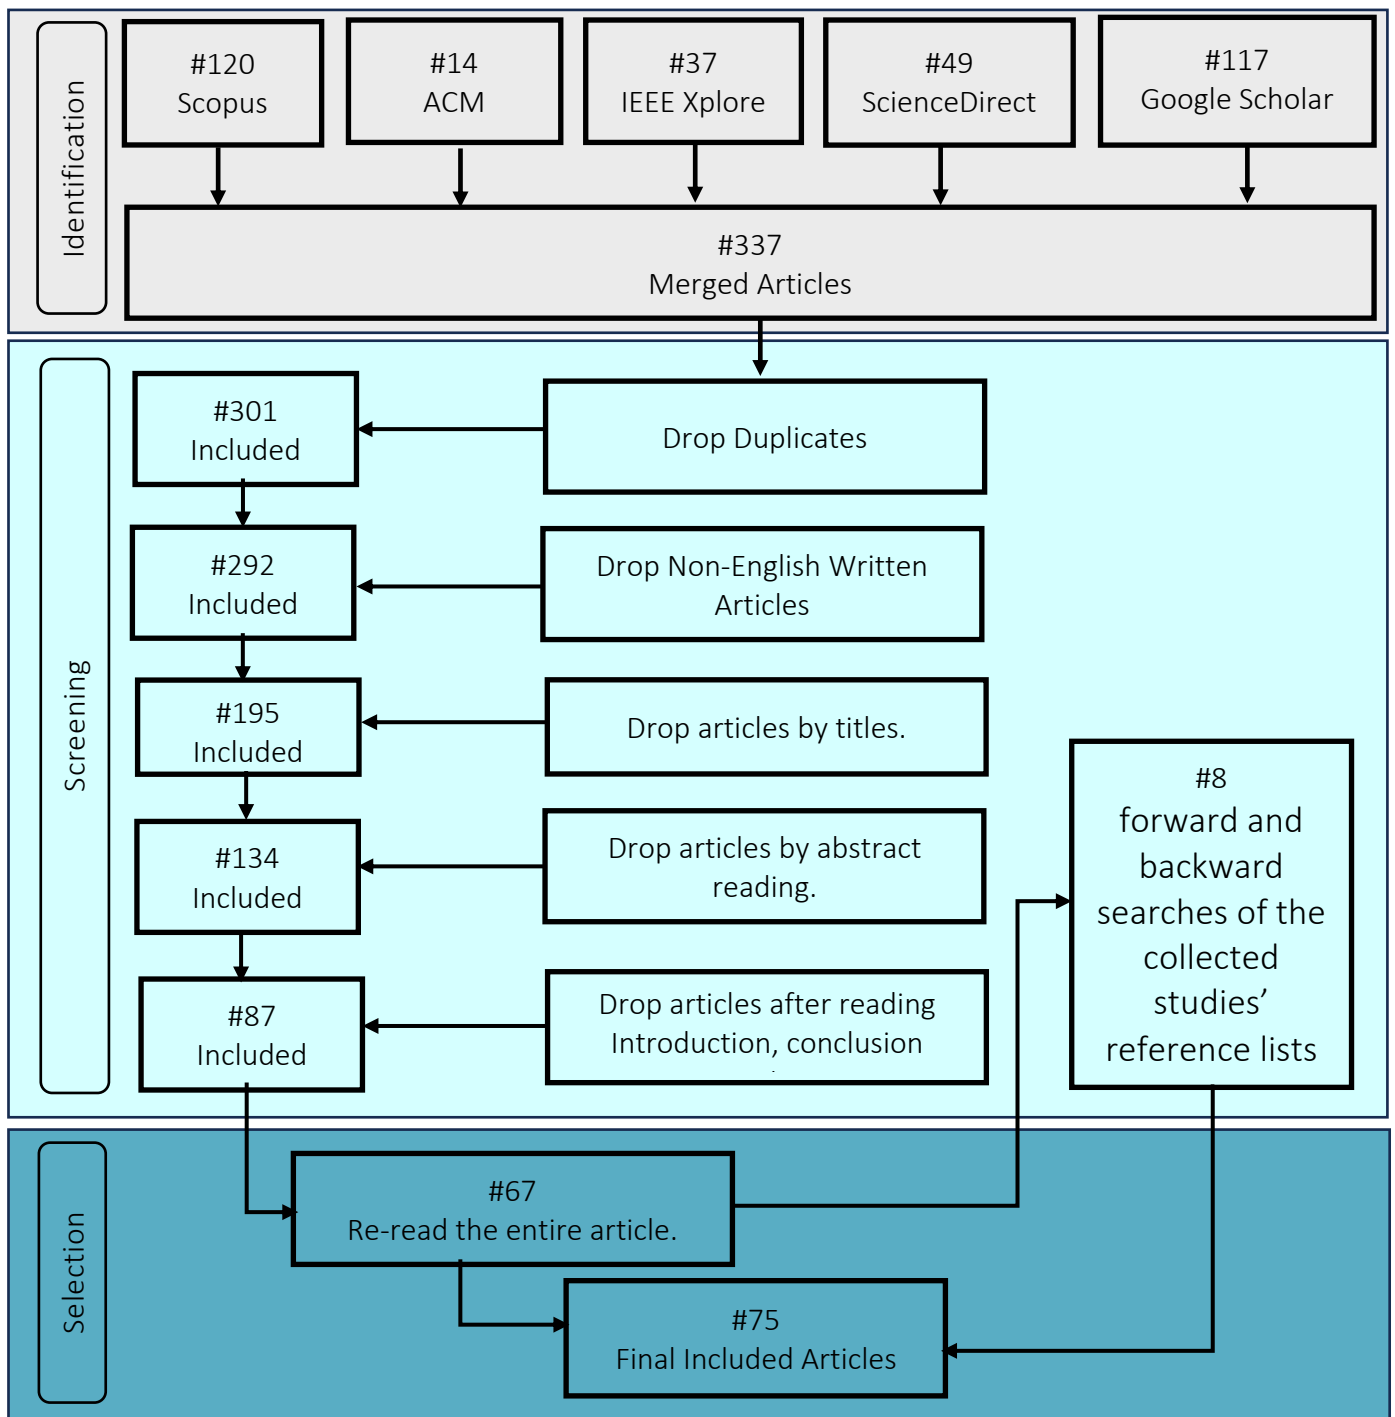 Identification
#120
Scopus
#14
ACM
#37
IEEE Xplore
#49
ScienceDirect
#117
Google Scholar
#337
Merged Articles
Screening
#301
Included
Drop Duplicates
#292
Included
Drop Non-English Written
Articles
#195
Included
Drop articles by titles.
#134
Included
Drop articles by abstract
reading.
#87
Included
Drop articles after reading
Introduction, conclusion
#8
forward and
backward
searches of the
collected
studies’
reference lists
Selection
#67
Re-read the entire article.
#75
Final Included Articles